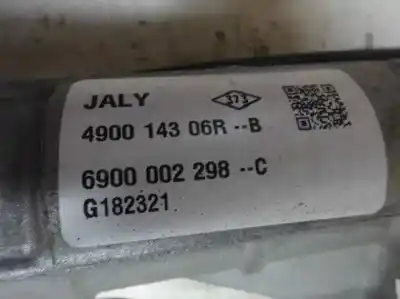 JALY 373
4900 143 06R --B
6900 002 298 --C
G182321